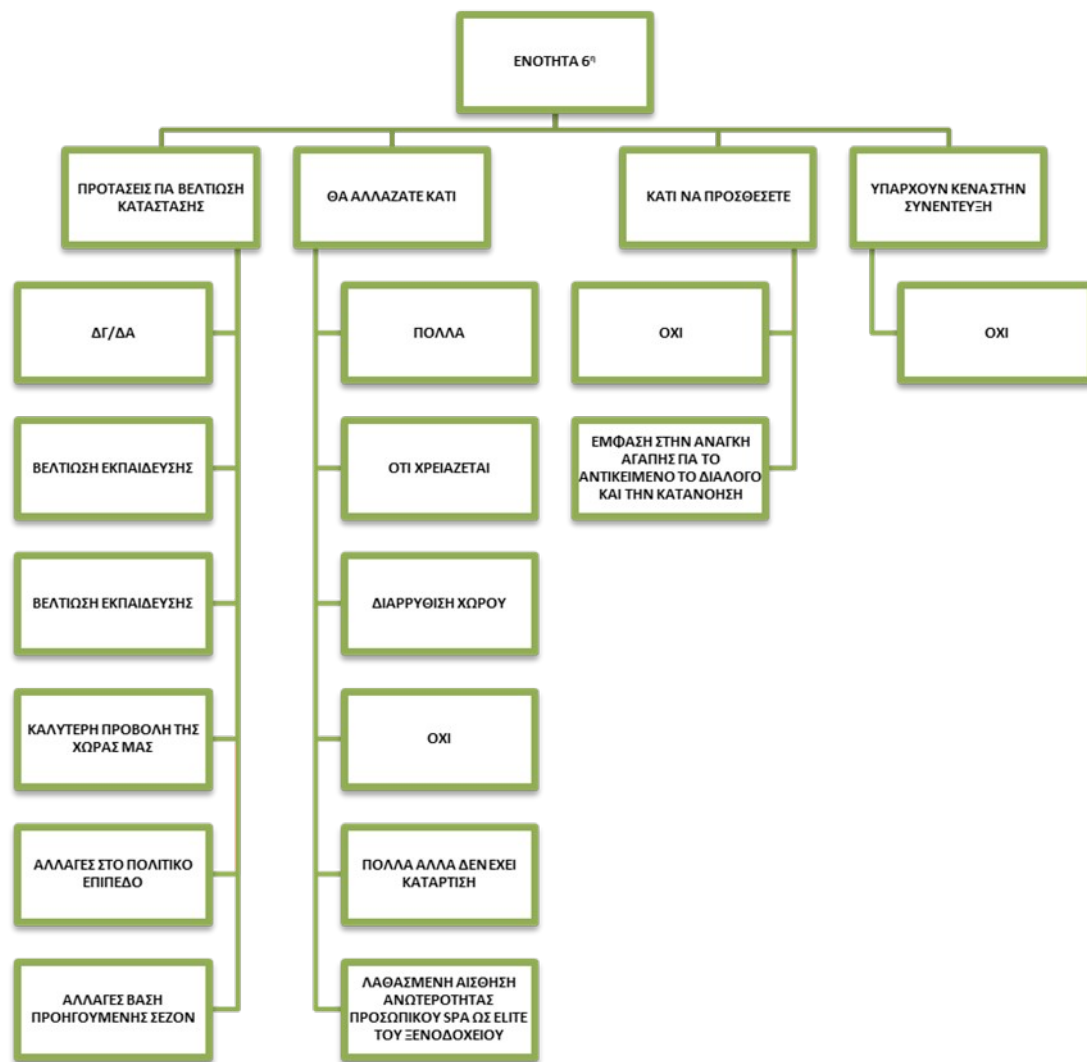 ΕΝΟΤΗΤΑ 6η
ΠΡΟΤΑΣΕΙΣ ΓΙΑ ΒΕΛΤΙΩΣΗ
ΚΑΤΑΣΤΑΣΗΣ
ΔΓ/ΔΑ
ΒΕΛΤΙΩΣΗ ΕΚΠΑΙΔΕΥΣΗΣ
ΒΕΛΤΙΩΣΗ ΕΚΠΑΙΔΕΥΣΗΣ
ΚΑΛΥΤΕΡΗ ΠΡΟΒΟΛΗ ΤΗΣ
ΧΩΡΑΣ ΜΑΣ
ΑΛΛΑΓΕΣ ΣΤΟ ΠΟΛΙΤΙΚΟ
ΕΠΙΠΕΔΟ
ΑΛΛΑΓΕΣ ΒΑΣΗ
ΠΡΟΗΓΟΥΜΕΝΗΣ ΣΕΖΟΝ
ΘΑ ΑΛΛΑΖΑΤΕ ΚΑΤΙ
ΠΟΛΛΑ
ΟΤΙ ΧΡΕΙΑΖΕΤΑΙ
ΔΙΑΡΡΥΘΙΣΗ ΧΩΡΟΥ
ΟΧΙ
ΠΟΛΛΑ ΑΛΛΑ ΔΕΝ ΕΧΕΙ
ΚΑΤΑΡΤΙΣΗ
ΛΑΘΑΣΜΕΝΗ ΑΙΣΘΗΣΗ
ΑΝΩΤΕΡΟΤΗΤΑΣ
ΠΡΟΣΩΠΙΚΟΥ SPA ΩΣ ELITE
ΤΟΥ ΞΕΝΟΔΟΧΕΙΟΥ
ΚΑΤΙ ΝΑ ΠΡΟΣΘΕΣΕΤΕ
ΟΧΙ
ΕΜΦΑΣΗ ΣΤΗΝ ΑΝΑΓΚΗ
ΑΓΑΠΗΣ ΓΙΑ ΤΟ
ΑΝΤΙΚΕΙΜΕΝΟ ΤΟ ΔΙΑΛΟΓΟ
ΚΑΙ ΤΗΝ ΚΑΤΑΝΟΗΣΗ
ΥΠΑΡΧΟΥΝ ΚΕΝΑ ΣΤΗΝ
ΣΥΝΕΝΤΕΥΞΗ
ΟΧΙ